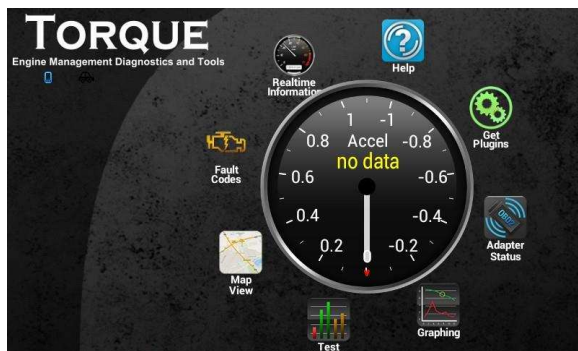 TORQUE
Engine Management Diagnostics and Tools
Help
Realtime
Information
Get
Plugins
1 -1
0.8 Accel -0.8
no data
0.6 -0.6
0.4 -0.4
0.2 -0.2
0
Fault
Codes
OBD2
Adapter
Status
Map
View
Graphing
Test